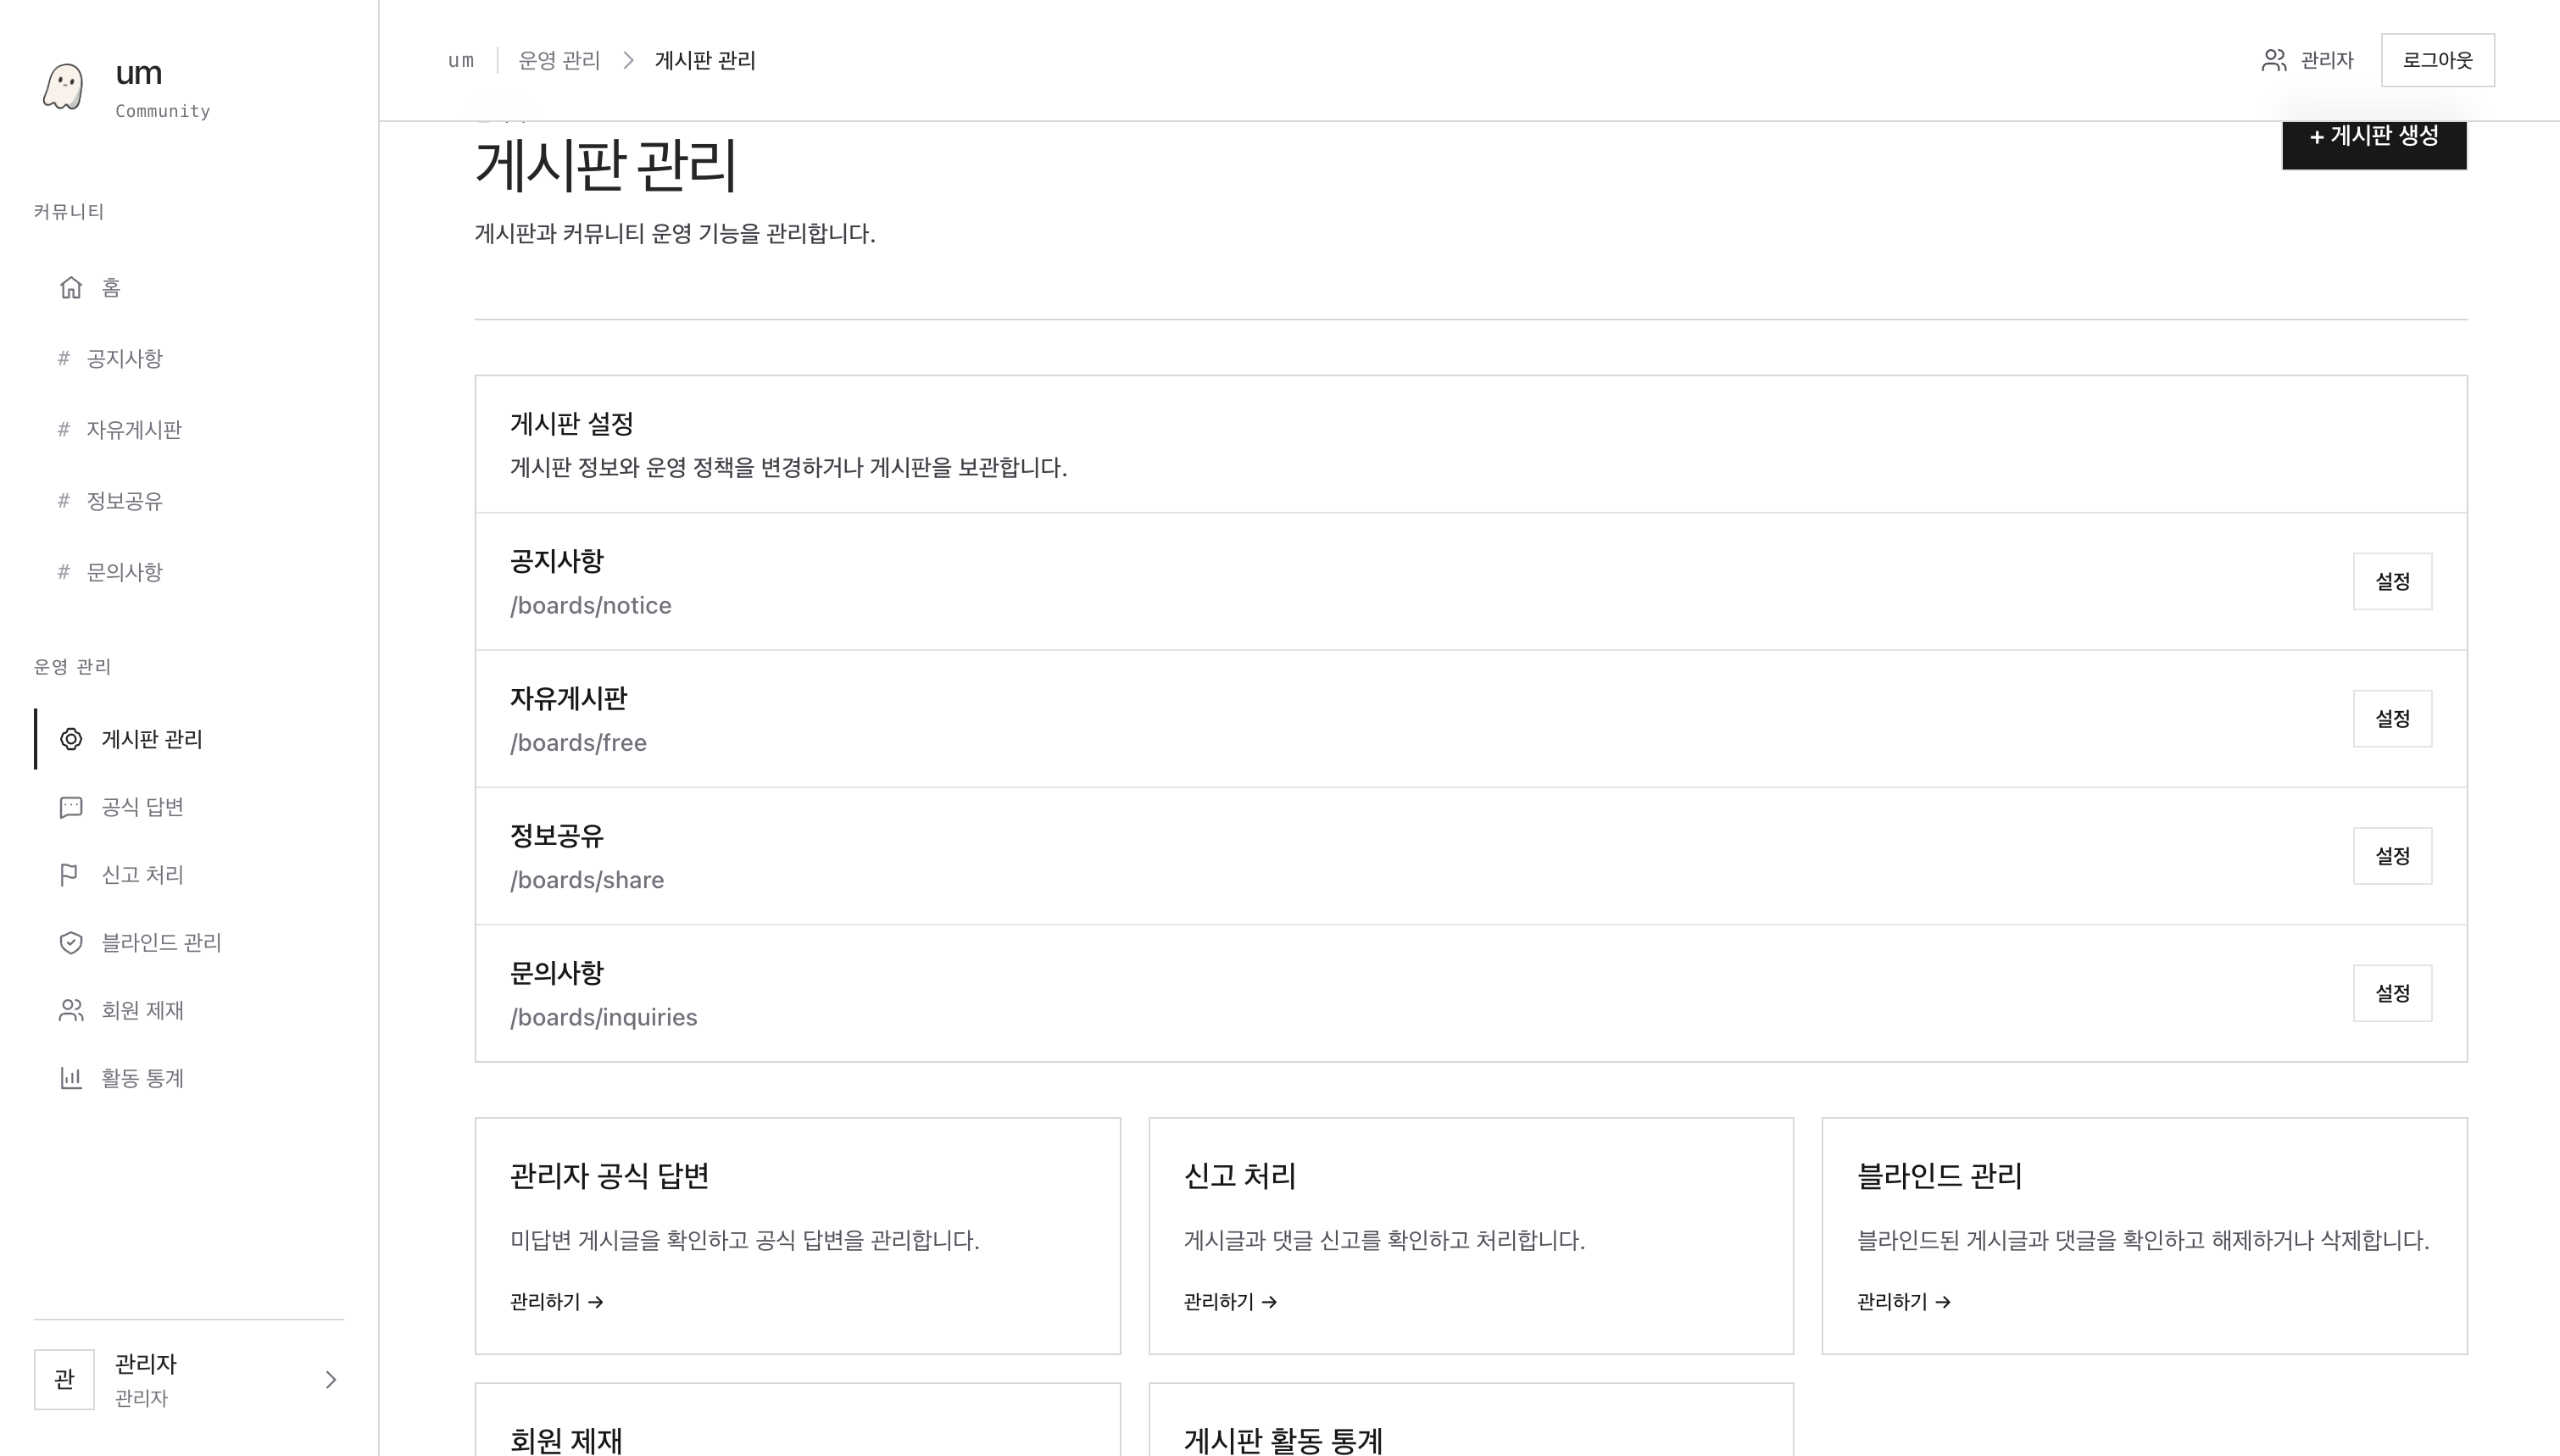 um
Community
커뮤니티
홈
# 공지사항
# 자유게시판
# 정보공유
# 문의사항
운영 관리
게시판 관리
공식 답변
신고 처리
블라인드 관리
회원 제재
활동 통계
관
관리자
관리자
um
운영 관리 > 게시판 관리
관리자
로그아웃
게시판 관리
+ 게시판 생성
게시판과 커뮤니티 운영 기능을 관리합니다.
게시판 설정
게시판 정보와 운영 정책을 변경하거나 게시판을 보관합니다.
공지사항
/boards/notice
설정
자유게시판
/boards/free
설정
정보공유
/boards/share
설정
문의사항
/boards/inquiries
설정
관리자 공식 답변
미답변 게시글을 확인하고 공식 답변을 관리합니다.
관리하기 →
신고 처리
게시글과 댓글 신고를 확인하고 처리합니다.
관리하기 →
블라인드 관리
블라인드된 게시글과 댓글을 확인하고 해제하거나 삭제합니다.
관리하기 →
회원 제재
게시판 활동 통계